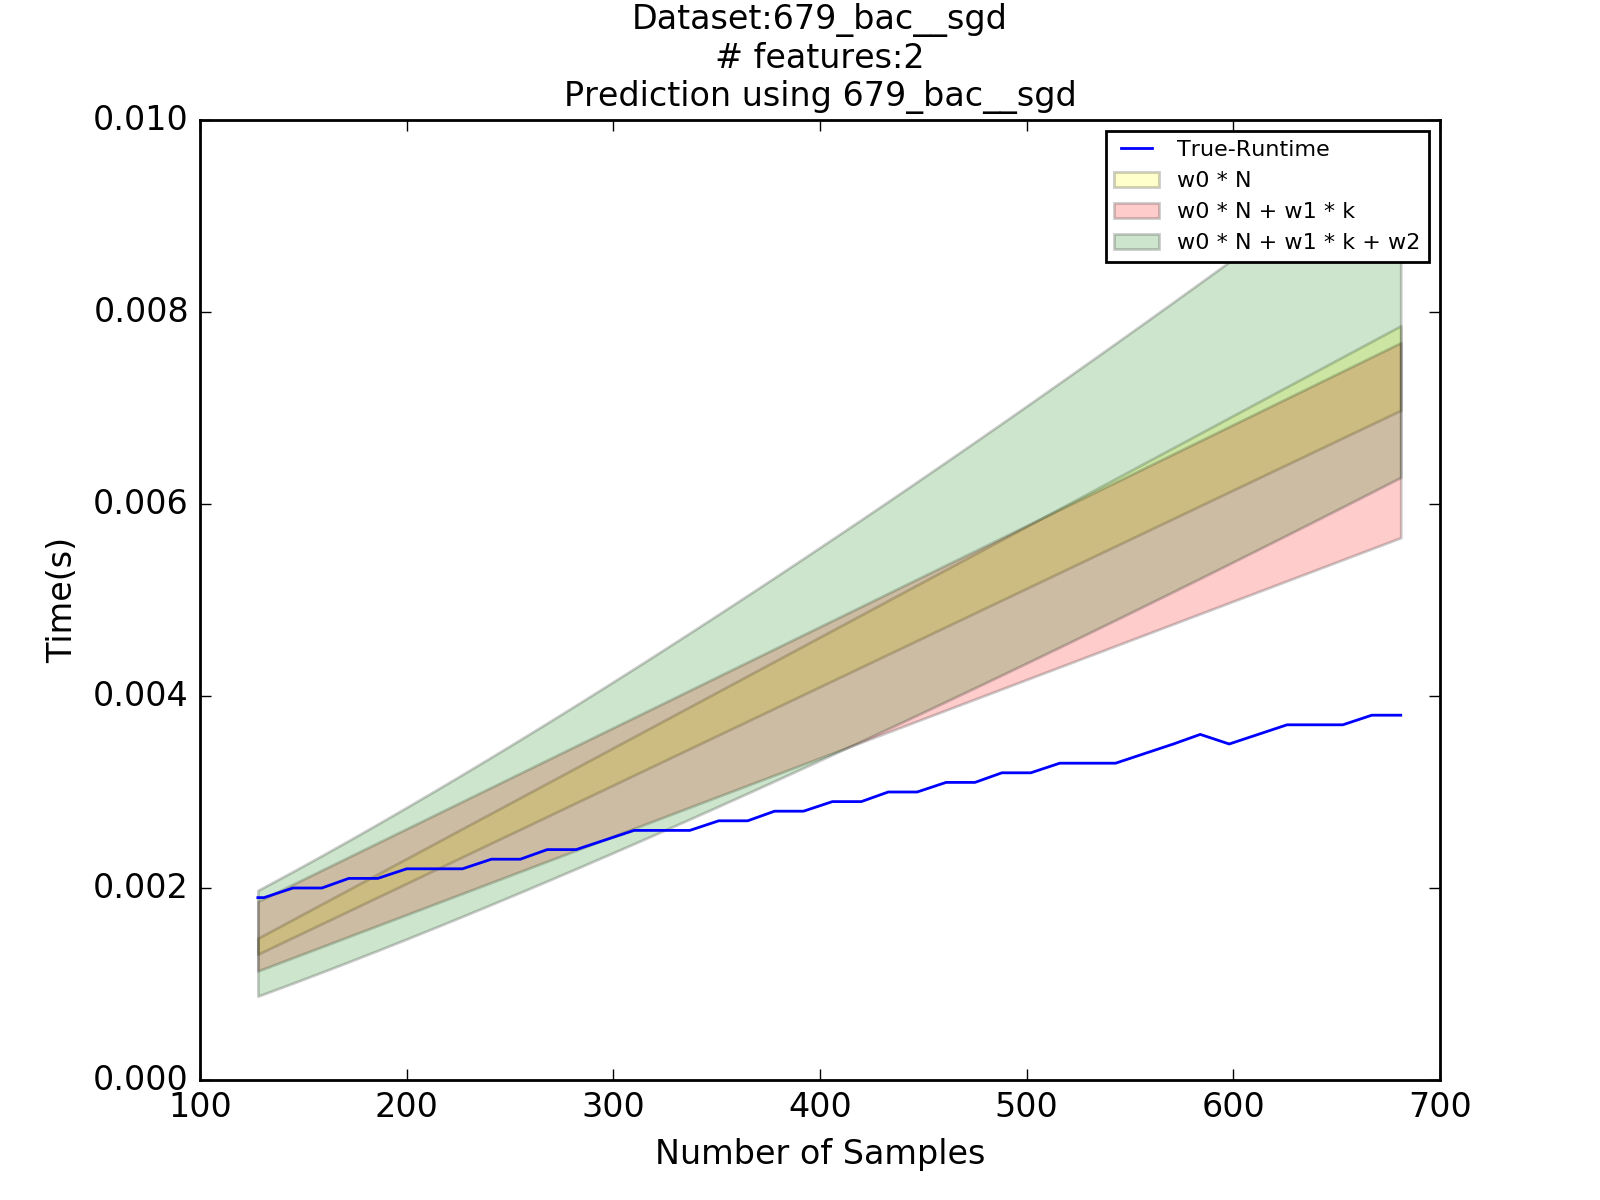 Dataset:679_bac__sgd
# features:2
Prediction using 679_bac__sgd
0.010
0.008
0.006
0.004
0.002
0.000
Time(s)
True-Runtime
w0 * N
w0 * N + w1 * k
w0 * N + w1 * k + w2
100 200 300 400 500 600 700
Number of Samples